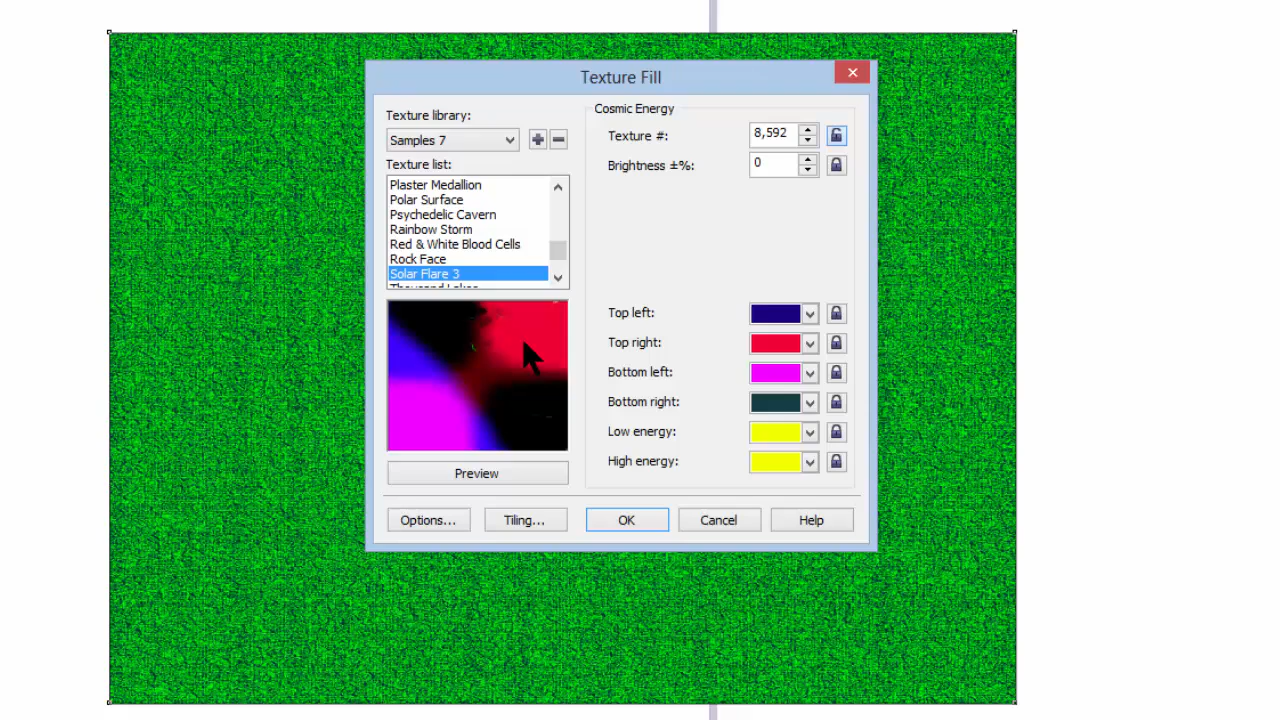 Texture Fill
Texture library:
Samples 7
Texture list:
Plaster Medallion
Polar Surface
Psychedelic Cavern
Rainbow Storm
Red & White Blood Cells
Rock Face
Solar Flare 3
Thousand Lakes
Preview
Cosmic Energy
Texture #: 8,592
Brightness ±%: 0
Top left:
Top right:
Bottom left:
Bottom right:
Low energy:
High energy:
Options...
Tiling...
OK
Cancel
Help